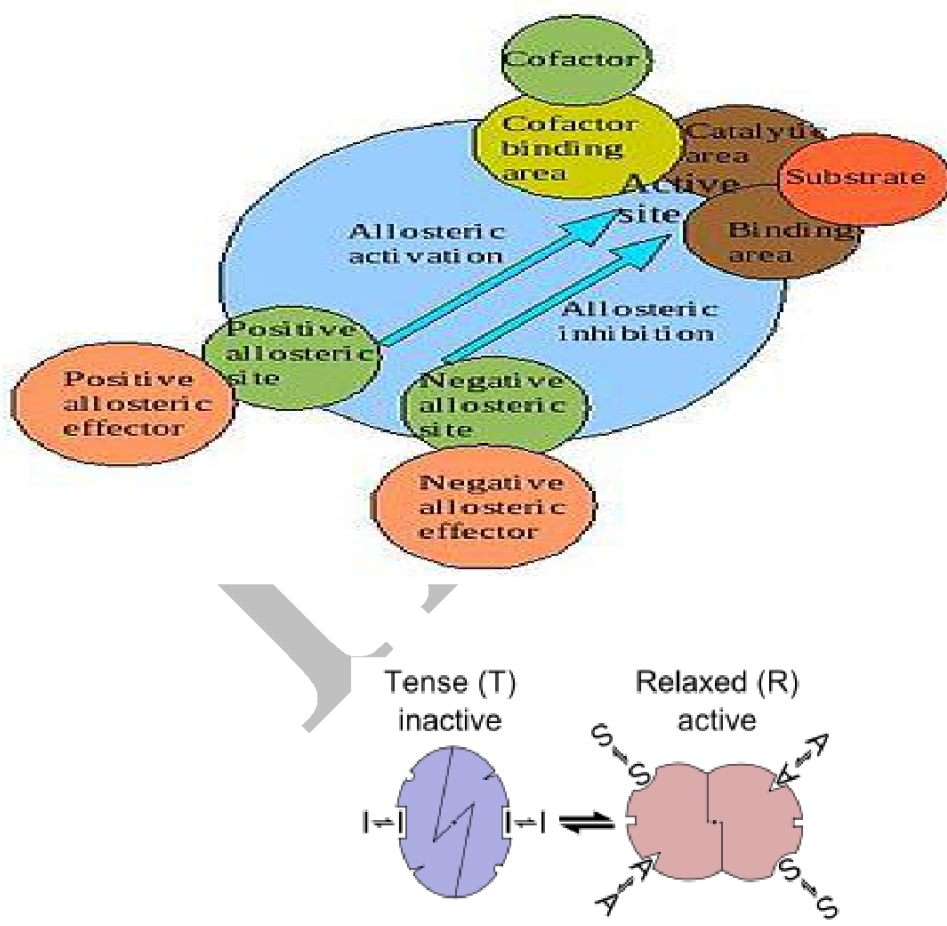 Cofactor
Cofactor
binding
area
Catalytic
area
Substrate
Active
site
Binding
area
Allosteric
activation
Allosteric
inhibition
Positive
allosteric
site
Positive
allosteric
effector
Negative
allosteric
site
Negative
allosteric
effector
Tense (T)
inactive
Relaxed (R)
active
S⇌S
A⇌A
I⇌I
I⇌I
A⇌A
S⇌S